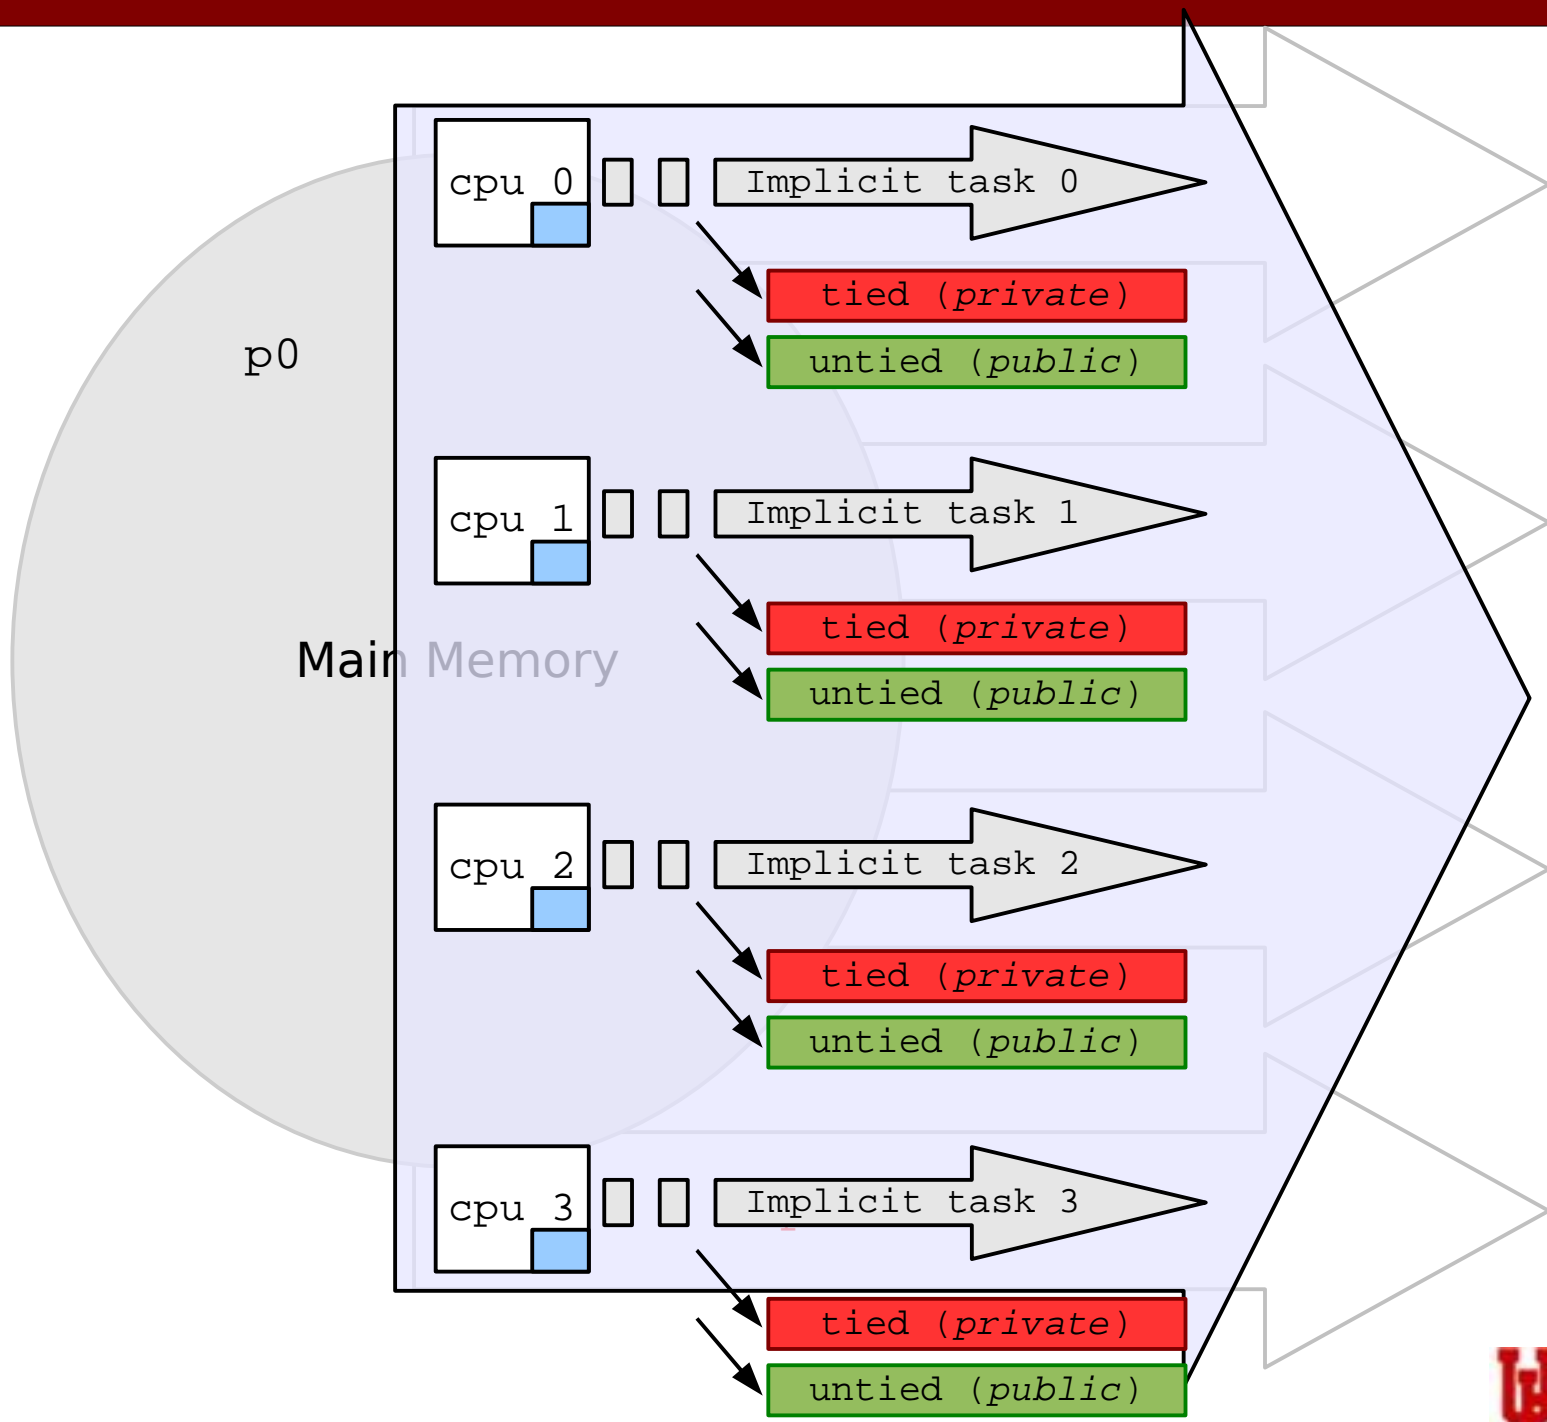 cpu 0
Implicit task 0
tied (private)
untied (public)
p0
cpu 1
Implicit task 1
tied (private)
untied (public)
Main Memory
cpu 2
Implicit task 2
tied (private)
untied (public)
cpu 3
Implicit task 3
tied (private)
untied (public)